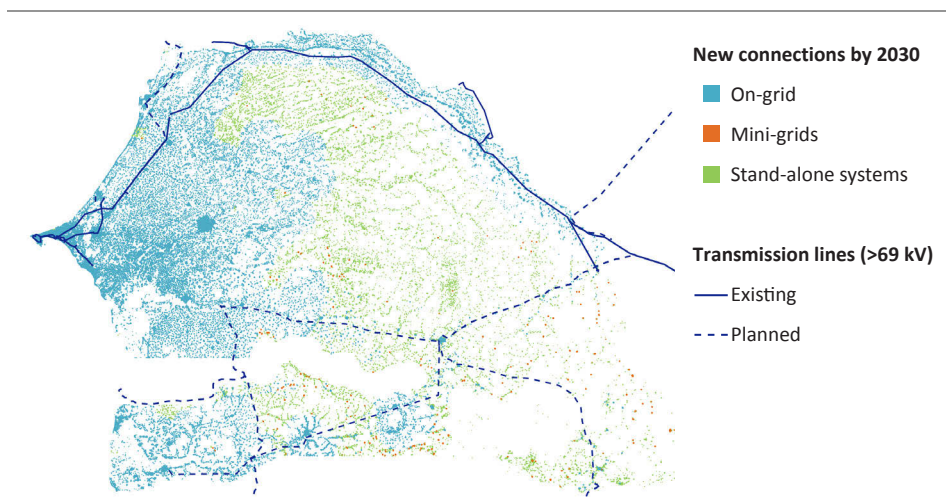 New connections by 2030
On-grid
Mini-grids
Stand-alone systems
Transmission lines (>69 kV)
Existing
Planned